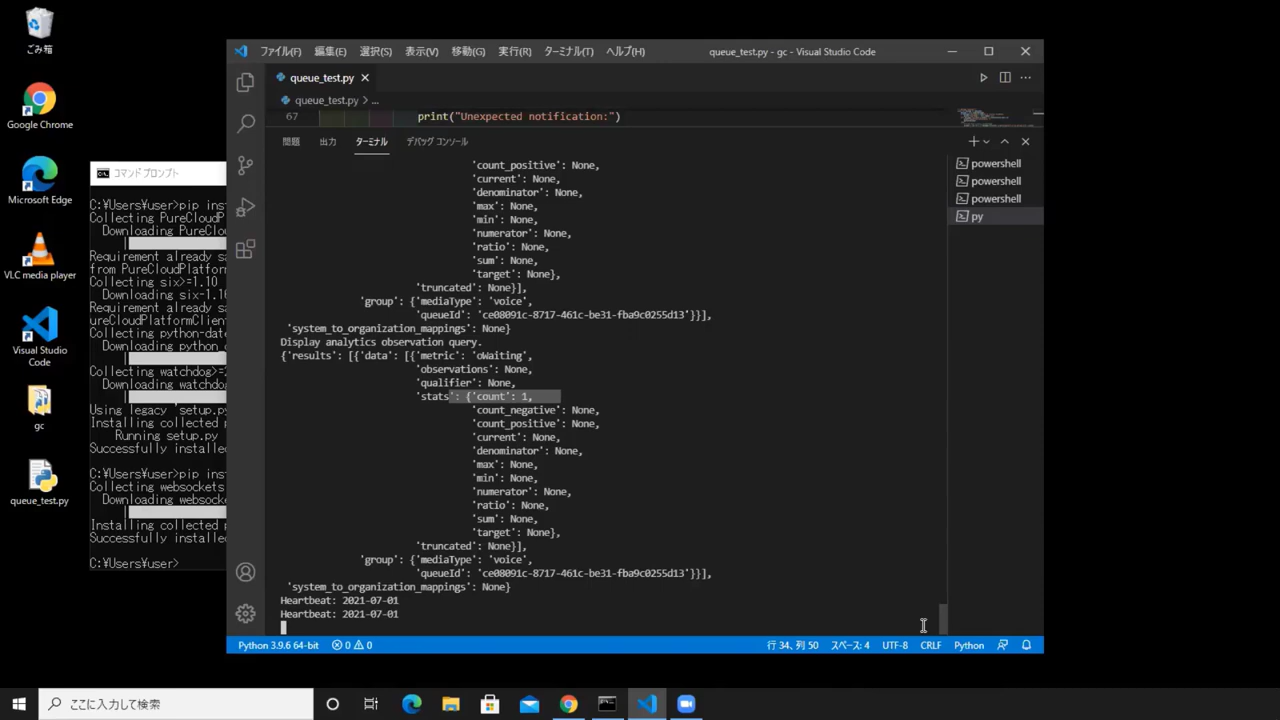 ごみ箱
Google Chrome
Microsoft Edge
VLC media player
Visual Studio
Code
gc
queue_test.py
コマンド プロンプト
C:¥Users¥user>pip ins
Collecting PureCloudP
Downloading PureClou
Requirement already sa
from PureCloudPlatform
Collecting six>=1.10
Downloading six-1.16
Requirement already sa
ureCloudPlatformClient
Collecting python-date
Downloading python_d
Collecting watchdog>=2
Downloading watchdog
Using legacy 'setup.py
Installing collected p
Running setup.py
Successfully installed
C:¥Users¥user>pip inst
Collecting websockets
Downloading websocke
Installing collected p
Successfully installed
C:¥Users¥user>
ファイル(F) 編集(E) 選択(S) 表示(V) 移動(G) 実行(R) ターミナル(T) ヘルプ(H) queue_test.py - gc - Visual Studio Code
queue_test.py
queue_test.py > ...
67 print("Unexpected notification:")
問題 出力 ターミナル デバッグ コンソール
'count_positive': None,
'current': None,
'denominator': None,
'max': None,
'min': None,
'numerator': None,
'ratio': None,
'sum': None,
'target': None},
'truncated': None}],
'group': {'mediaType': 'voice',
'queueId': 'ce08091c-8717-461c-be31-fba9c0255d13'}}],
'system_to_organization_mappings': None}
Display analytics observation query.
{'results': [{'data': [{'metric': 'oWaiting',
'observations': None,
'qualifier': None,
'stats': {'count': 1,
'count_negative': None,
'count_positive': None,
'current': None,
'denominator': None,
'max': None,
'min': None,
'numerator': None,
'ratio': None,
'sum': None,
'target': None},
'truncated': None}],
'group': {'mediaType': 'voice',
'queueId': 'ce08091c-8717-461c-be31-fba9c0255d13'}}],
'system_to_organization_mappings': None}
Heartbeat: 2021-07-01
Heartbeat: 2021-07-01
powershell
powershell
powershell
py
Python 3.9.6 64-bit 0 0 行 34、列 50 スペース: 4 UTF-8 CRLF Python
ここに入力して検索